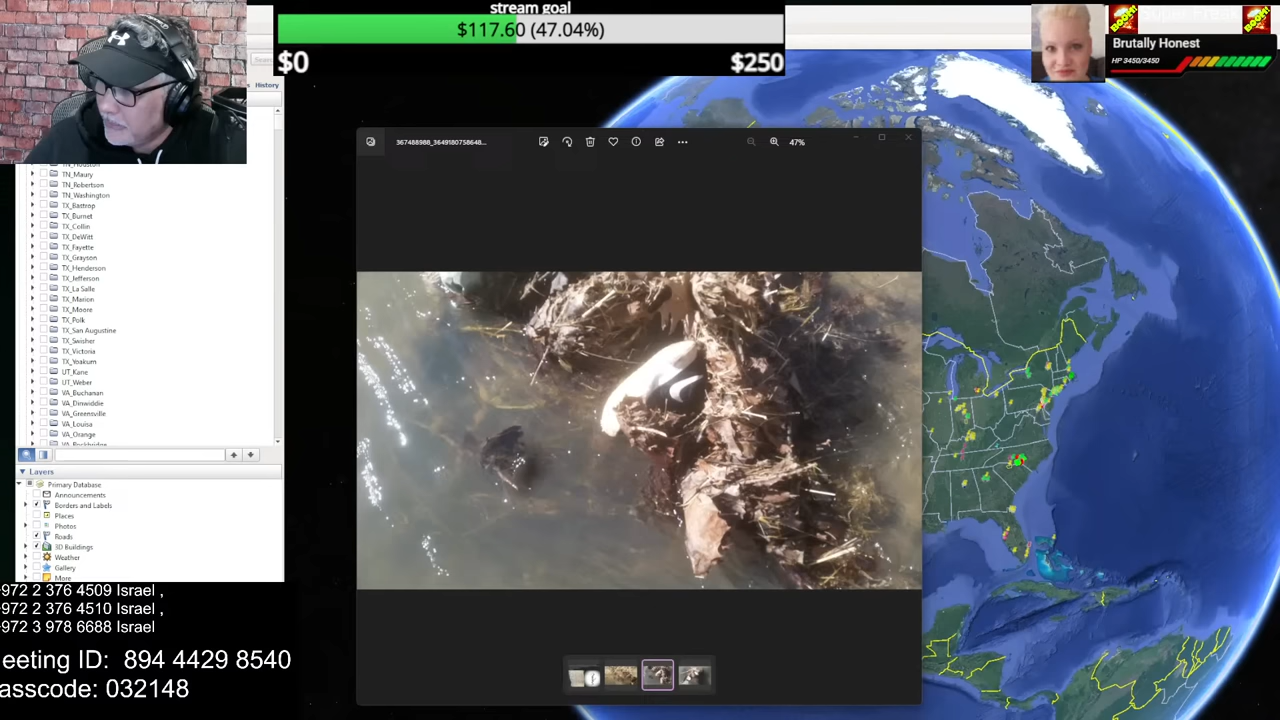 stream goal
$117.60 (47.04%)
$0
$250
Brutally Honest
HP 3450/3450
History
367488988_3649180758648...
47%
TN_Houston
TN_Maury
TN_Robertson
TN_Washington
TX_Bastrop
TX_Burnet
TX_Collin
TX_DeWitt
TX_Fayette
TX_Grayson
TX_Henderson
TX_Jefferson
TX_La Salle
TX_Marion
TX_Moore
TX_Polk
TX_San Augustine
TX_Swisher
TX_Victoria
TX_Yoakum
UT_Kane
UT_Weber
VA_Buchanan
VA_Dinwiddie
VA_Greensville
VA_Louisa
VA_Orange
VA_Rockbridge
Layers
Primary Database
Announcements
Borders and Labels
Places
Photos
Roads
3D Buildings
Weather
Gallery
More
972 2 376 4509 Israel ,
972 2 376 4510 Israel ,
972 3 978 6688 Israel
eeting ID: 894 4429 8540
asscode: 032148